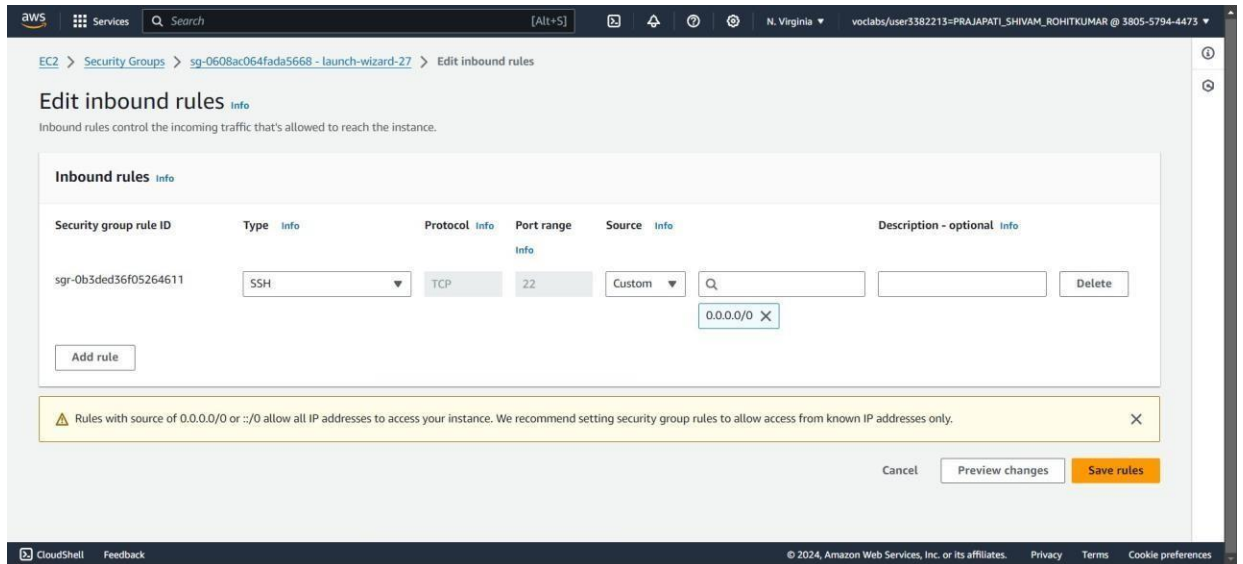 aws Services Search [Alt+S] N. Virginia voclabs/user3382213=PRAJAPATI_SHIVAM_ROHITKUMAR @ 3805-5794-4473
EC2 > Security Groups > sg-0608ac064fada5668 - launch-wizard-27 > Edit inbound rules
Edit inbound rules Info
Inbound rules control the incoming traffic that's allowed to reach the instance.
Inbound rules Info
Security group rule ID Type Info Protocol Info Port range Source Info Description - optional Info
Info
sgr-0b3ded36f05264611 SSH TCP 22 Custom Delete
0.0.0.0/0
Add rule
Rules with source of 0.0.0.0/0 or ::/0 allow all IP addresses to access your instance. We recommend setting security group rules to allow access from known IP addresses only.
Cancel Preview changes Save rules
CloudShell Feedback © 2024, Amazon Web Services, Inc. or its affiliates. Privacy Terms Cookie preferences